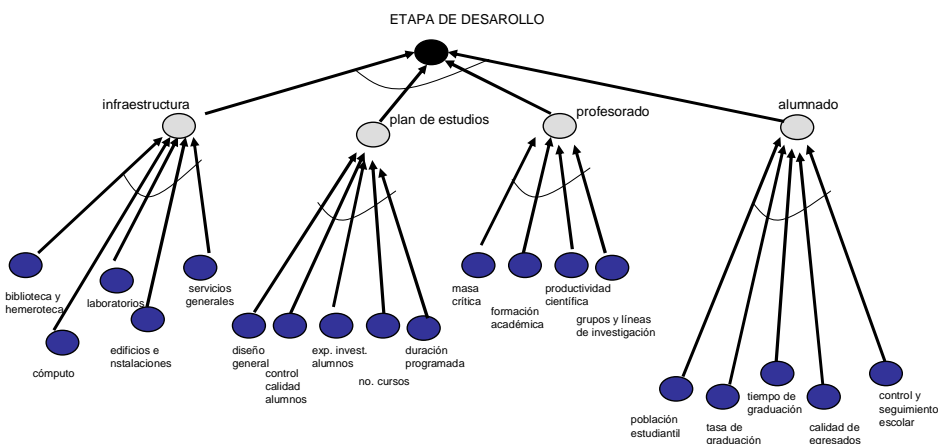 ETAPA DE DESAROLLO
infraestructura
plan de estudios
profesorado
alumnado
biblioteca y
hemeroteca
cómputo
laboratorios
edificios e
nstalaciones
servicios
generales
diseño
general
control
calidad
alumnos
exp. invest.
alumnos
no. cursos
duración
programada
masa
crítica
formación
académica
productividad
científica
grupos y líneas
de investigación
población
estudiantil
tasa de
graduación
tiempo de
graduación
calidad de
egresados
control y
seguimiento
escolar